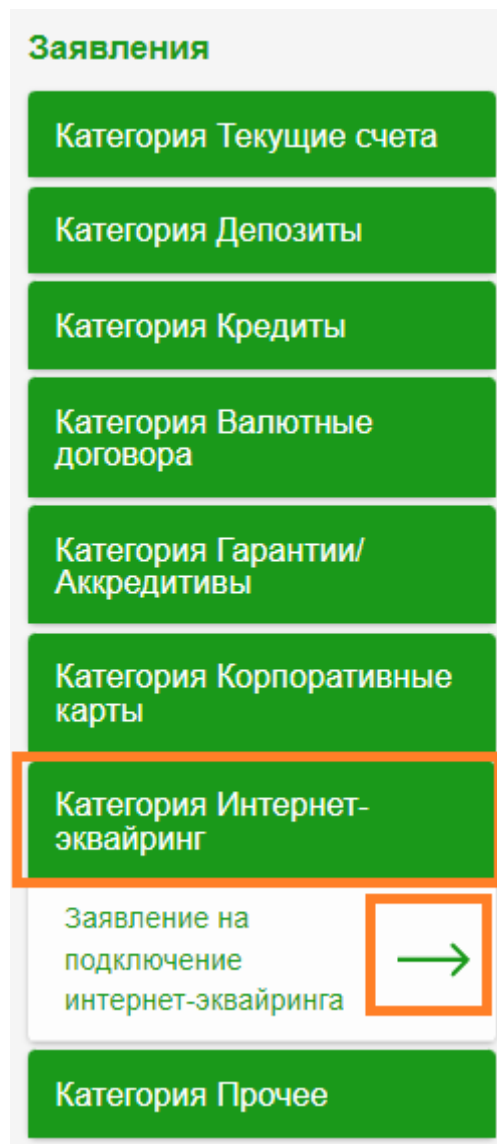 Заявления
Категория Текущие счета
Категория Депозиты
Категория Кредиты
Категория Валютные
договора
Категория Гарантии/
Аккредитивы
Категория Корпоративные
карты
Категория Интернет-
эквайринг
Заявление на
подключение
интернет-эквайринга
Категория Прочее